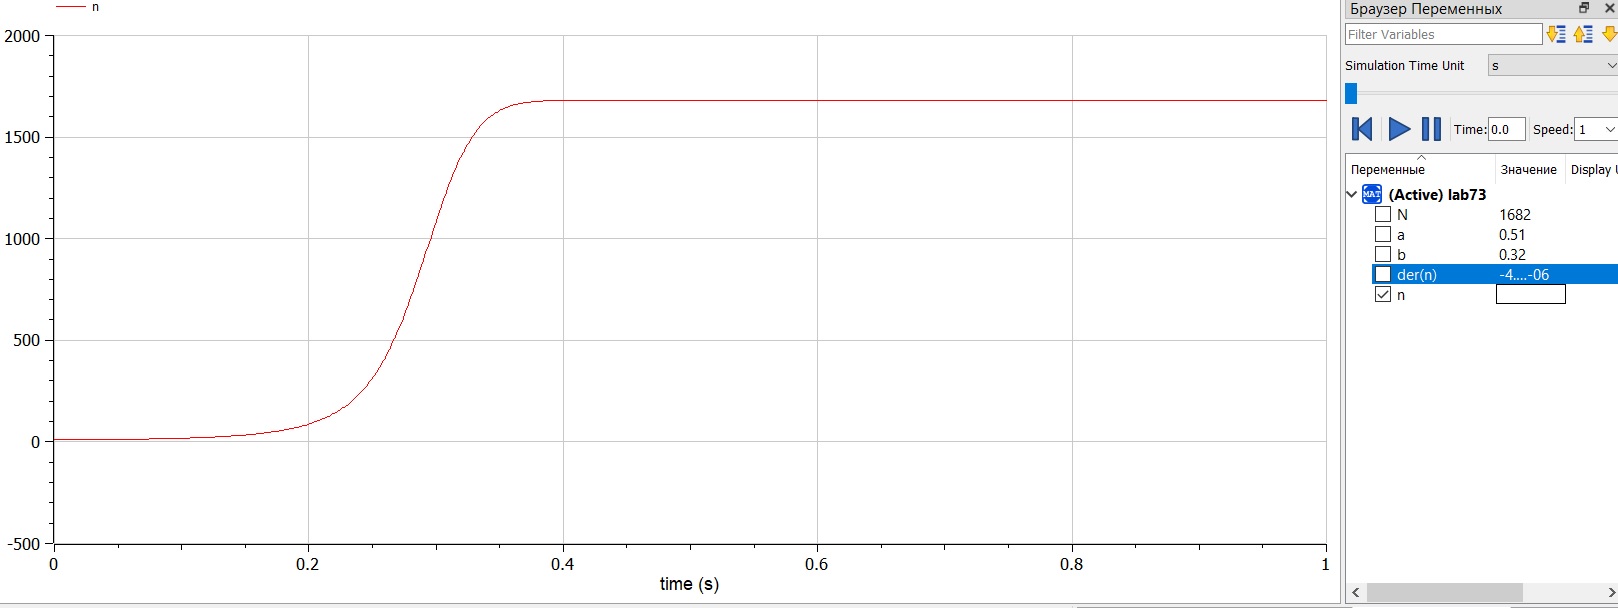 n
2000
1500
1000
500
0
-500
0
0.2
0.4
0.6
0.8
1
time (s)
Браузер Переменных
Filter Variables
Simulation Time Unit
s
Time:
0.0
Speed:
1
Переменные
Значение
Display
MAT
(Active) lab73
N
1682
a
0.51
b
0.32
der(n)
-4....-06
n